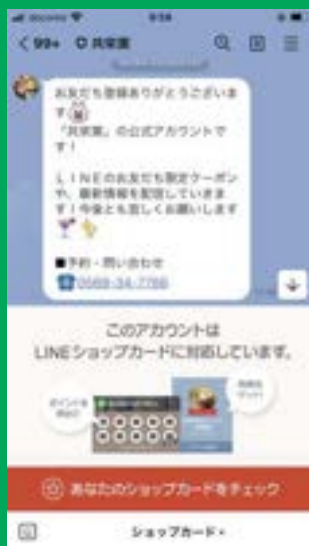 docomo
9:58
99+
お友だち登録ありがとうございま
す
の公式アカウントで
す！
LINEのお友だち限定クーポン
や、最新情報を配信していきま
す！今後とも宜しくお願いします
■予約・問い合わせ
このアカウントは
LINEショップカードに対応しています。
あなたのショップカードをチェック
ショップカード